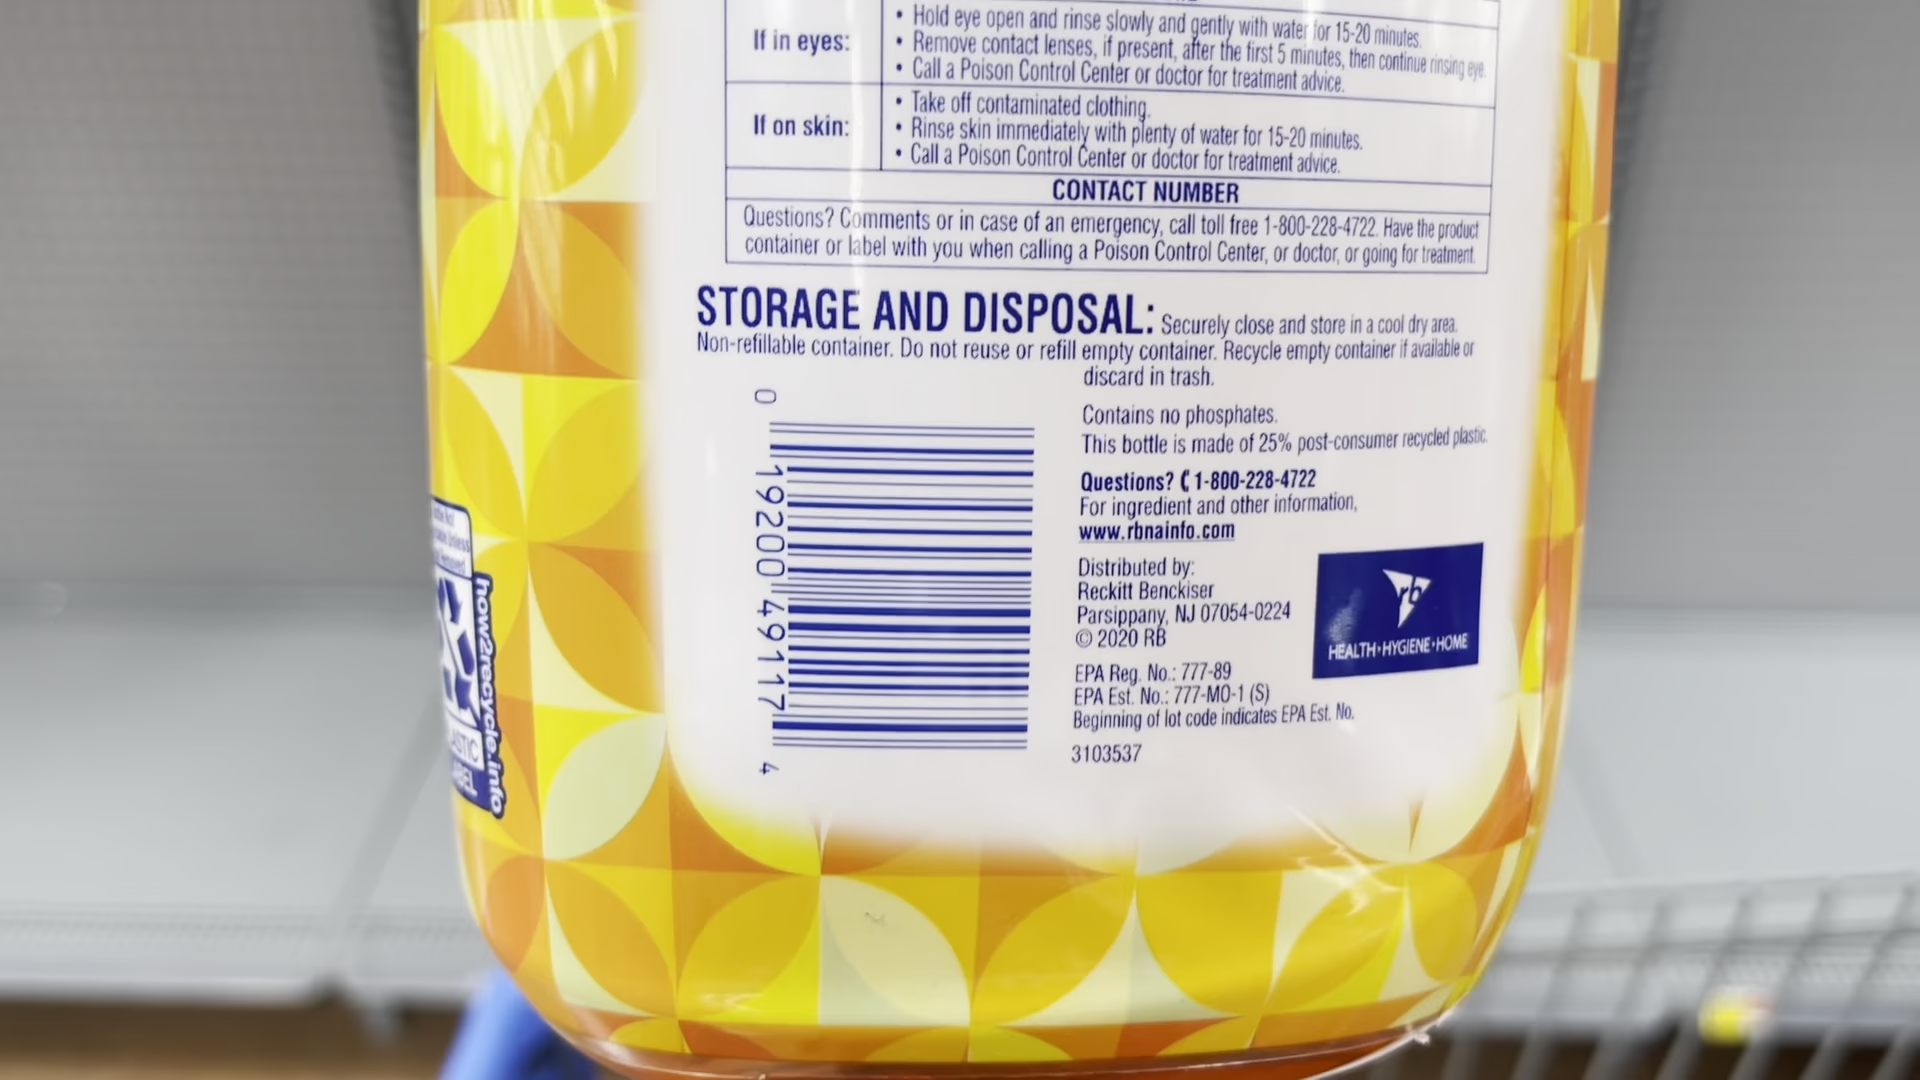 If in eyes:
• Hold eye open and rinse slowly and gently with water for 15-20 minutes.
• Remove contact lenses, if present, after the first 5 minutes, then continue rinsing eye.
• Call a Poison Control Center or doctor for treatment advice.
If on skin:
• Take off contaminated clothing.
• Rinse skin immediately with plenty of water for 15-20 minutes.
• Call a Poison Control Center or doctor for treatment advice.
CONTACT NUMBER
Questions? Comments or in case of an emergency, call toll free 1-800-228-4722. Have the product
container or label with you when calling a Poison Control Center, or doctor, or going for treatment.
STORAGE AND DISPOSAL: Securely close and store in a cool dry area.
Non-refillable container. Do not reuse or refill empty container. Recycle empty container if available or
discard in trash.
Contains no phosphates.
This bottle is made of 25% post-consumer recycled plastic.
Questions? 1-800-228-4722
For ingredient and other information,
www.rbnainfo.com
Distributed by:
Reckitt Benckiser
Parsippany, NJ 07054-0224
© 2020 RB
EPA Reg. No.: 777-89
EPA Est. No.: 777-MO-1 (S)
Beginning of lot code indicates EPA Est. No.
3103537
rb
HEALTH•HYGIENE•HOME
0 19200 49117 4
how2recycle.info